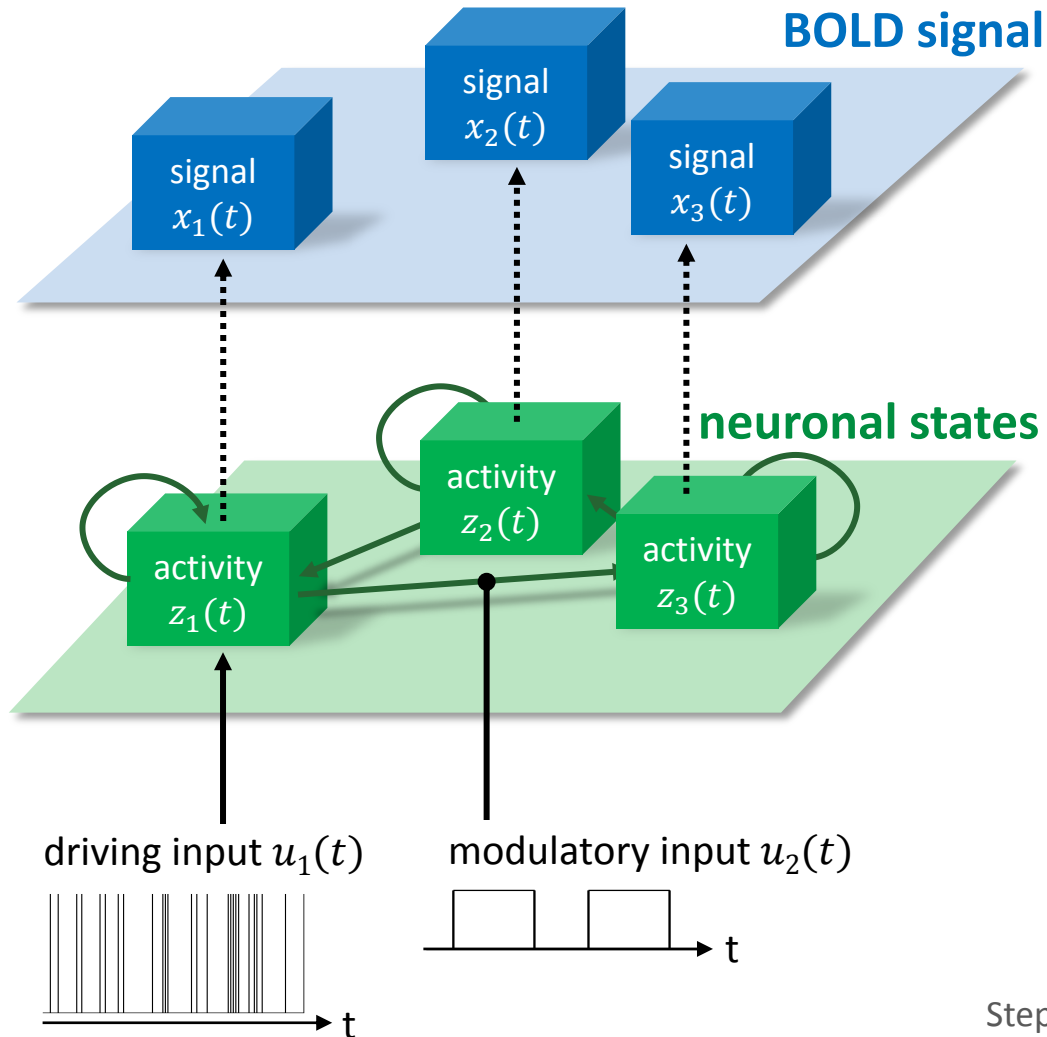 BOLD signal
signal
x₂(t)
signal
x₁(t)
signal
x₃(t)
neuronal states
activity
z₂(t)
activity
z₁(t)
activity
z₃(t)
driving input u₁(t)
modulatory input u₂(t)
t
t
Step